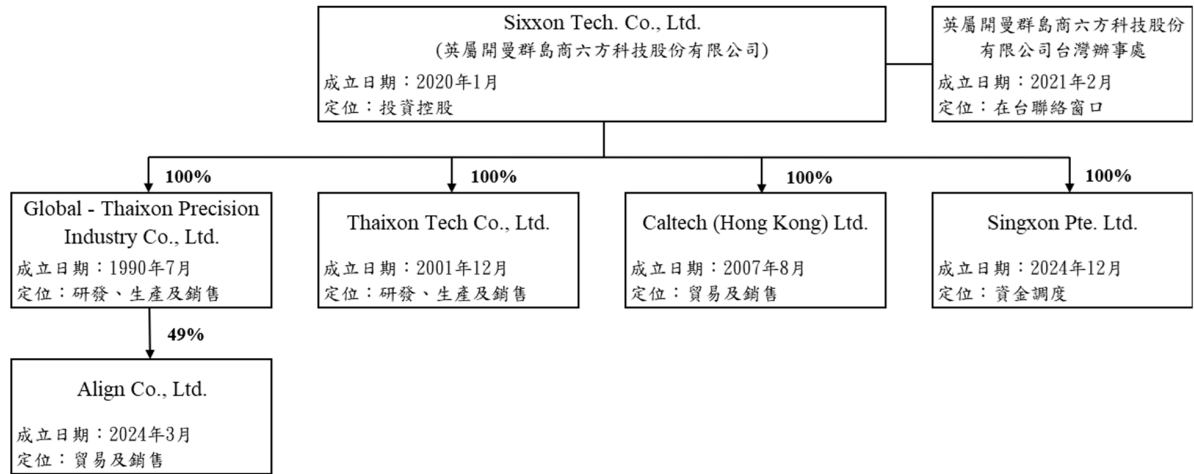 Sixxon Tech. Co., Ltd.
(英屬開曼群島商六方科技股份有限公司)
成立日期：2020年1月
定位：投資控股
英屬開曼群島商六方科技股份
有限公司台灣辦事處
成立日期：2021年2月
定位：在台聯絡窗口
100%
100%
100%
100%
Global - Thaixon Precision
Industry Co., Ltd.
成立日期：1990年7月
定位：研發、生產及銷售
Thaixon Tech Co., Ltd.
成立日期：2001年12月
定位：研發、生產及銷售
Caltech (Hong Kong) Ltd.
成立日期：2007年8月
定位：貿易及銷售
Singxon Pte. Ltd.
成立日期：2024年12月
定位：資金調度
49%
Align Co., Ltd.
成立日期：2024年3月
定位：貿易及銷售